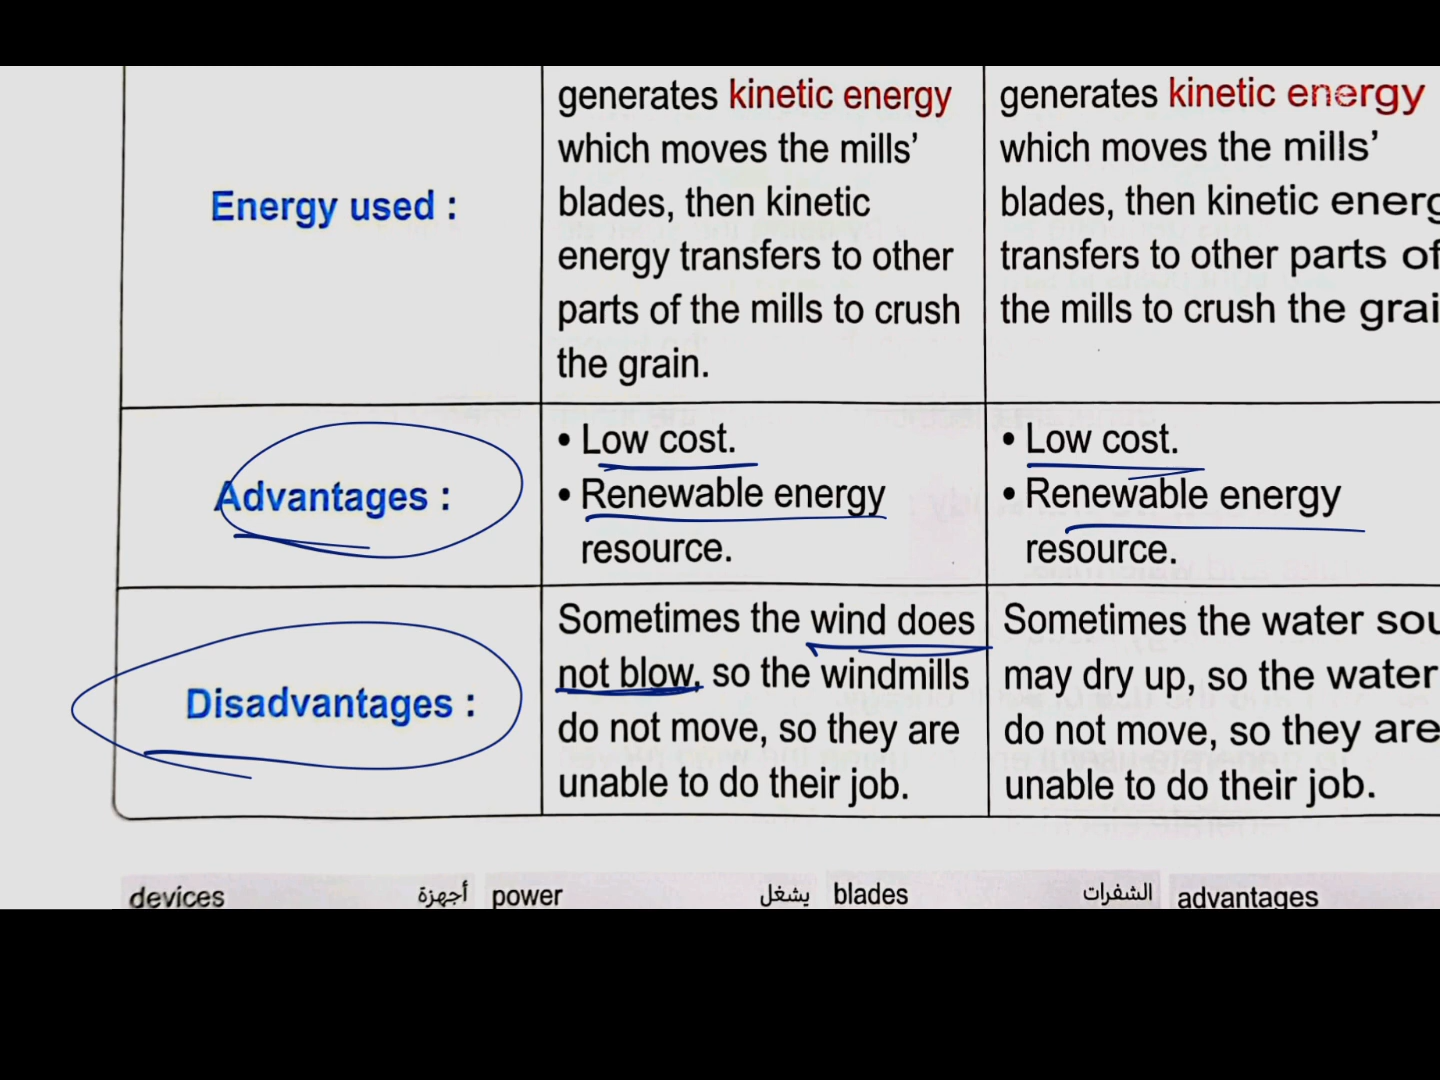 Energy used :
generates kinetic energy
which moves the mills'
blades, then kinetic
energy transfers to other
parts of the mills to crush
the grain.
generates kinetic energy
which moves the mills'
blades, then kinetic
transfers to other parts of
the mills to crush the
Advantages :
• Low cost.
• Renewable energy
resource.
• Low cost.
• Renewable energy
resource.
Disadvantages :
Sometimes the wind does
not blow, so the windmills
do not move, so they are
unable to do their job.
Sometimes the water
may dry up, so the water
do not move, so they are
unable to do their job.
devices أجهزة
power يشغل
blades الشفرات
advantages